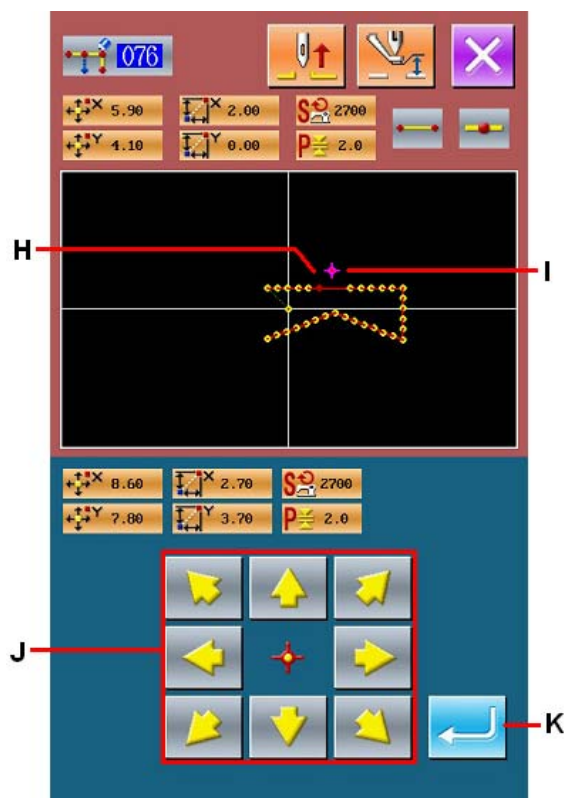 076
X 5.90
X 2.00
S 2700
Y 4.10
Y 0.00
P 2.0
H
I
X 8.60
X 2.70
S 2700
Y 7.80
Y 3.70
P 2.0
J
K